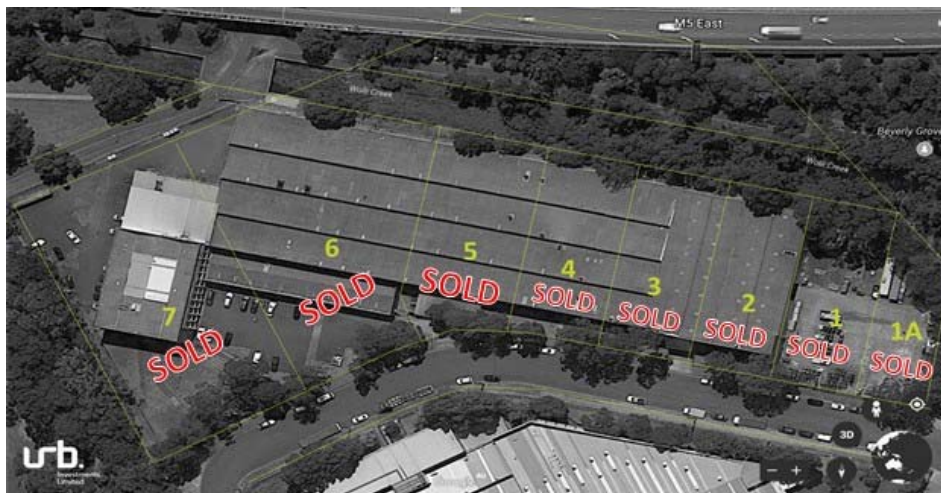 M5 East
Wolli Creek
Beverly Grove
Wolli Creek
6
5
4
3
2
1
1A
7
SOLD
SOLD
SOLD
SOLD
SOLD
SOLD
SOLD
SOLD
3D
urb.
Investments
Limited
Google